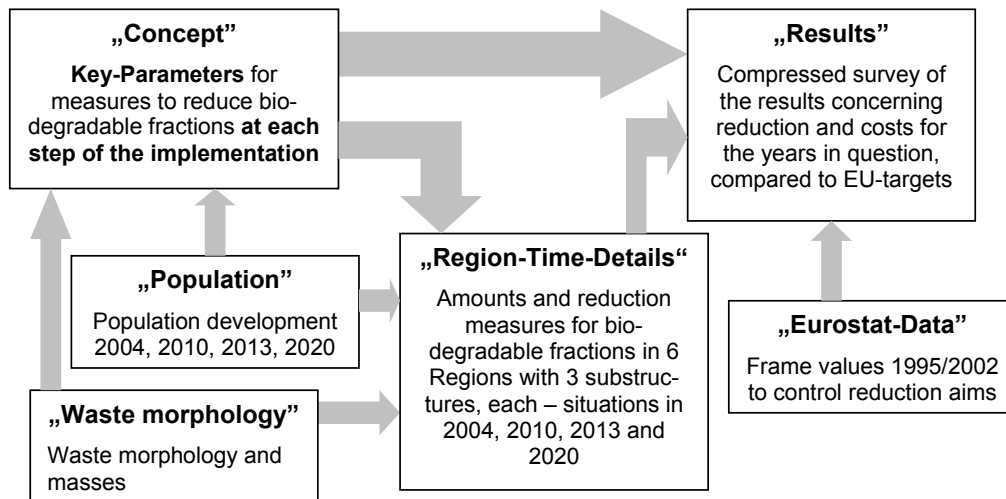 „Concept"
Key-Parameters for
measures to reduce bio-
degradable fractions at each
step of the implementation
„Results"
Compressed survey of
the results concerning
reduction and costs for
the years in question,
compared to EU-targets
„Population"
Population development
2004, 2010, 2013, 2020
„Region-Time-Details“
Amounts and reduction
measures for bio-
degradable fractions in 6
Regions with 3 substruc-
tures, each – situations in
2004, 2010, 2013 and
2020
„Eurostat-Data"
Frame values 1995/2002
to control reduction aims
„Waste morphology"
Waste morphology and
masses